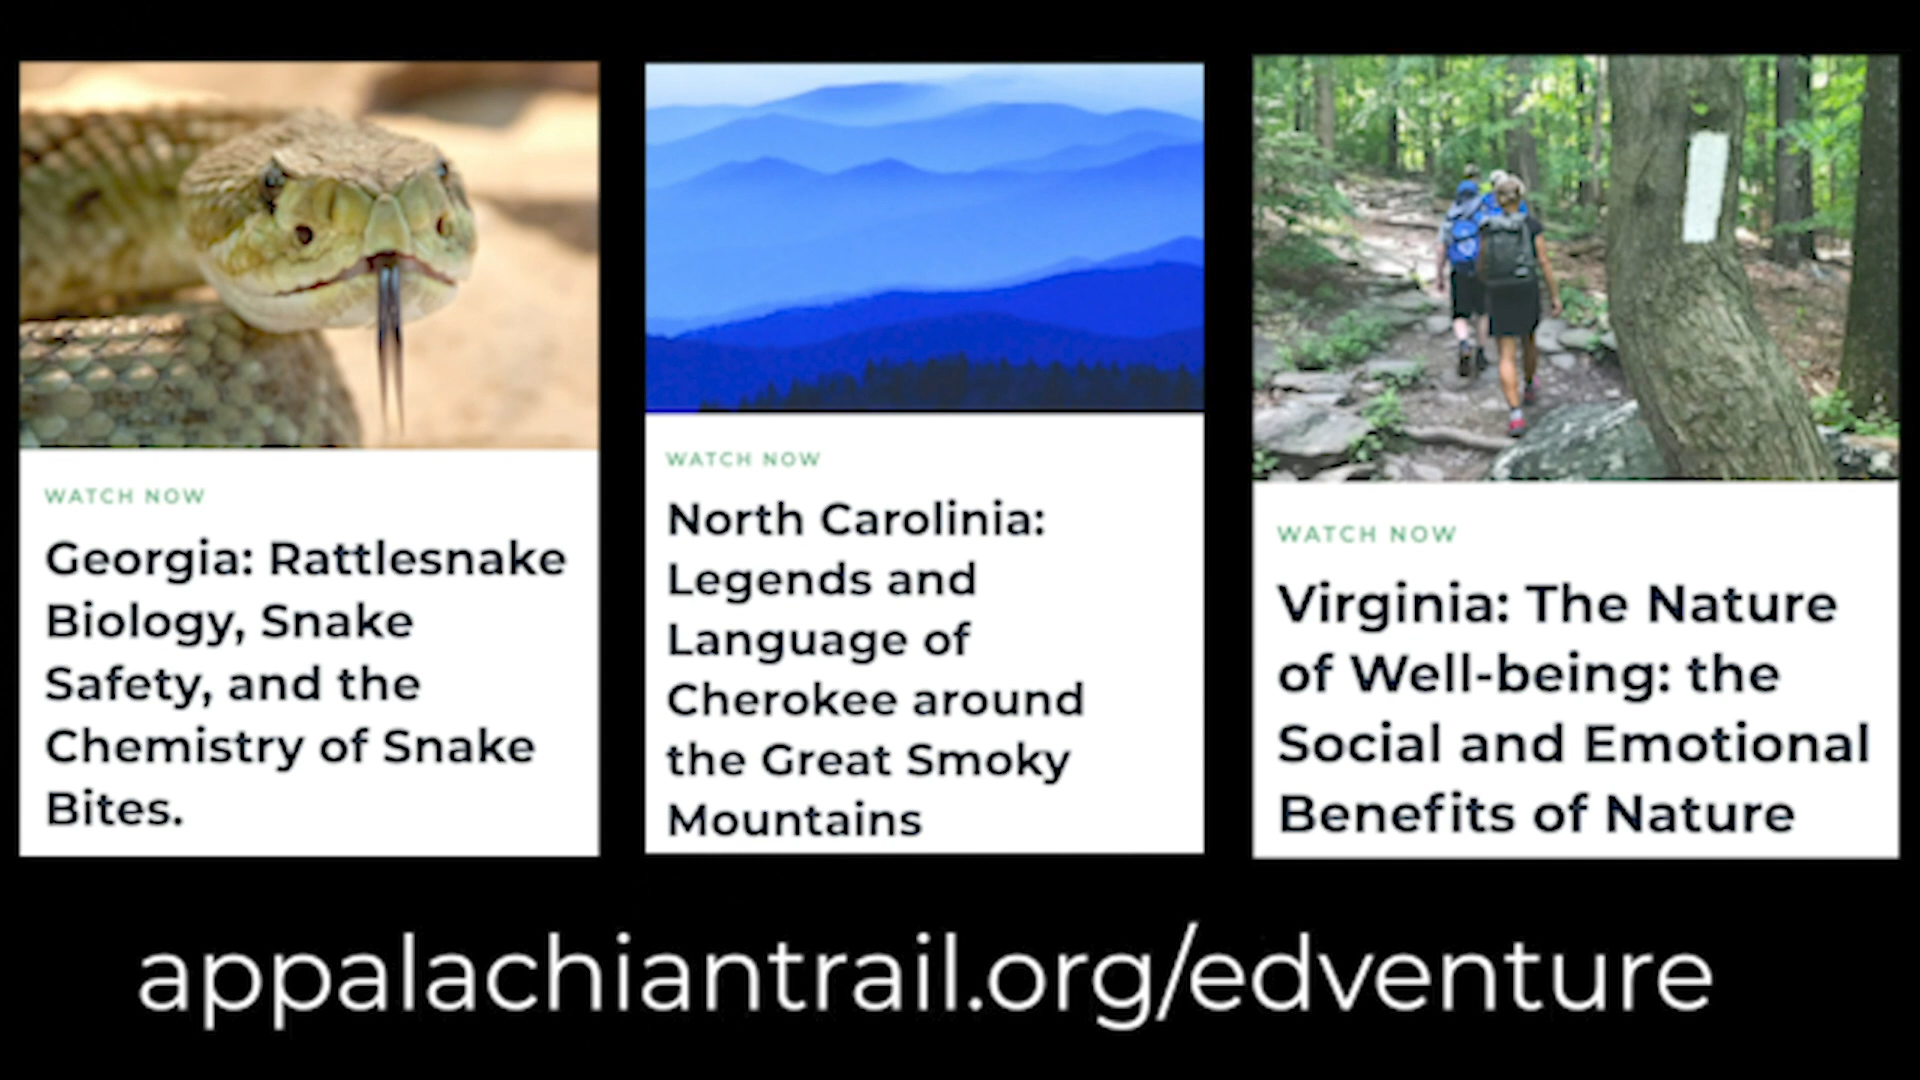 WATCH NOW
Georgia: Rattlesnake
Biology, Snake
Safety, and the
Chemistry of Snake
Bites.
WATCH NOW
North Carolinia:
Legends and
Language of
Cherokee around
the Great Smoky
Mountains
WATCH NOW
Virginia: The Nature
of Well-being: the
Social and Emotional
Benefits of Nature
appalachiantrail.org/edventure